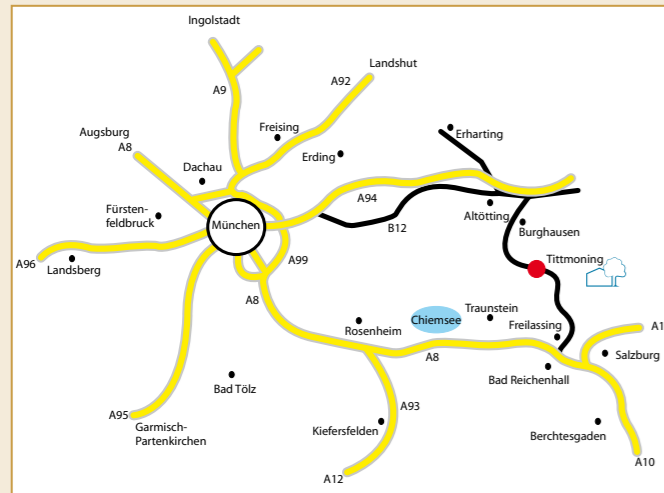 Ingolstadt
Landshut
A92
A9
Freising
Erharting
Augsburg
A8
Erding
Dachau
A94
Fürsten-
feldbruck
München
Altötting
B12
Burghausen
A99
A96
Landsberg
Tittmoning
A8
Traunstein
Chiemsee
Rosenheim
Freilassing
A1
A8
Salzburg
Bad Reichenhall
Bad Tölz
A93
A95
Garmisch-
Partenkirchen
Kiefersfelden
Berchtesgaden
A10
A12